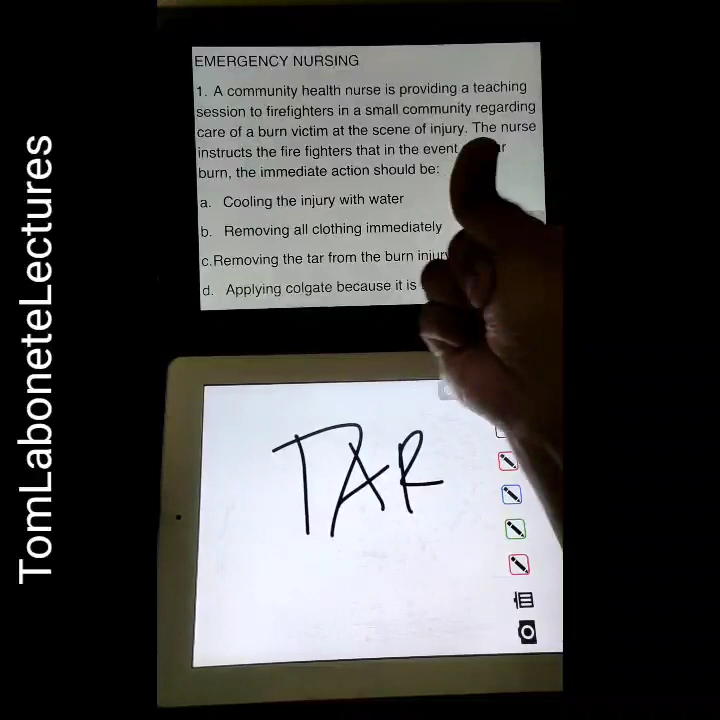 TomLaboneteLectures
EMERGENCY NURSING
1. A community health nurse is providing a teaching
session to firefighters in a small community regarding
care of a burn victim at the scene of injury. The nurse
instructs the fire fighters that in the event
burn, the immediate action should be:
a. Cooling the injury with water
b. Removing all clothing immediately
c.Removing the tar from the burn injury
d. Applying colgate because it is
TAR